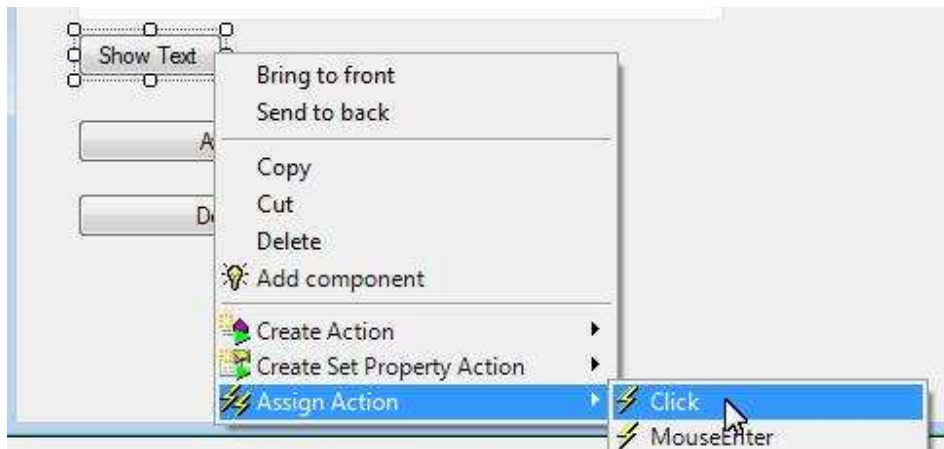 Show Text
Bring to front
Send to back
A
Copy
Cut
D
Delete
Add component
Create Action
Create Set Property Action
Assign Action
Click
MouseEnter